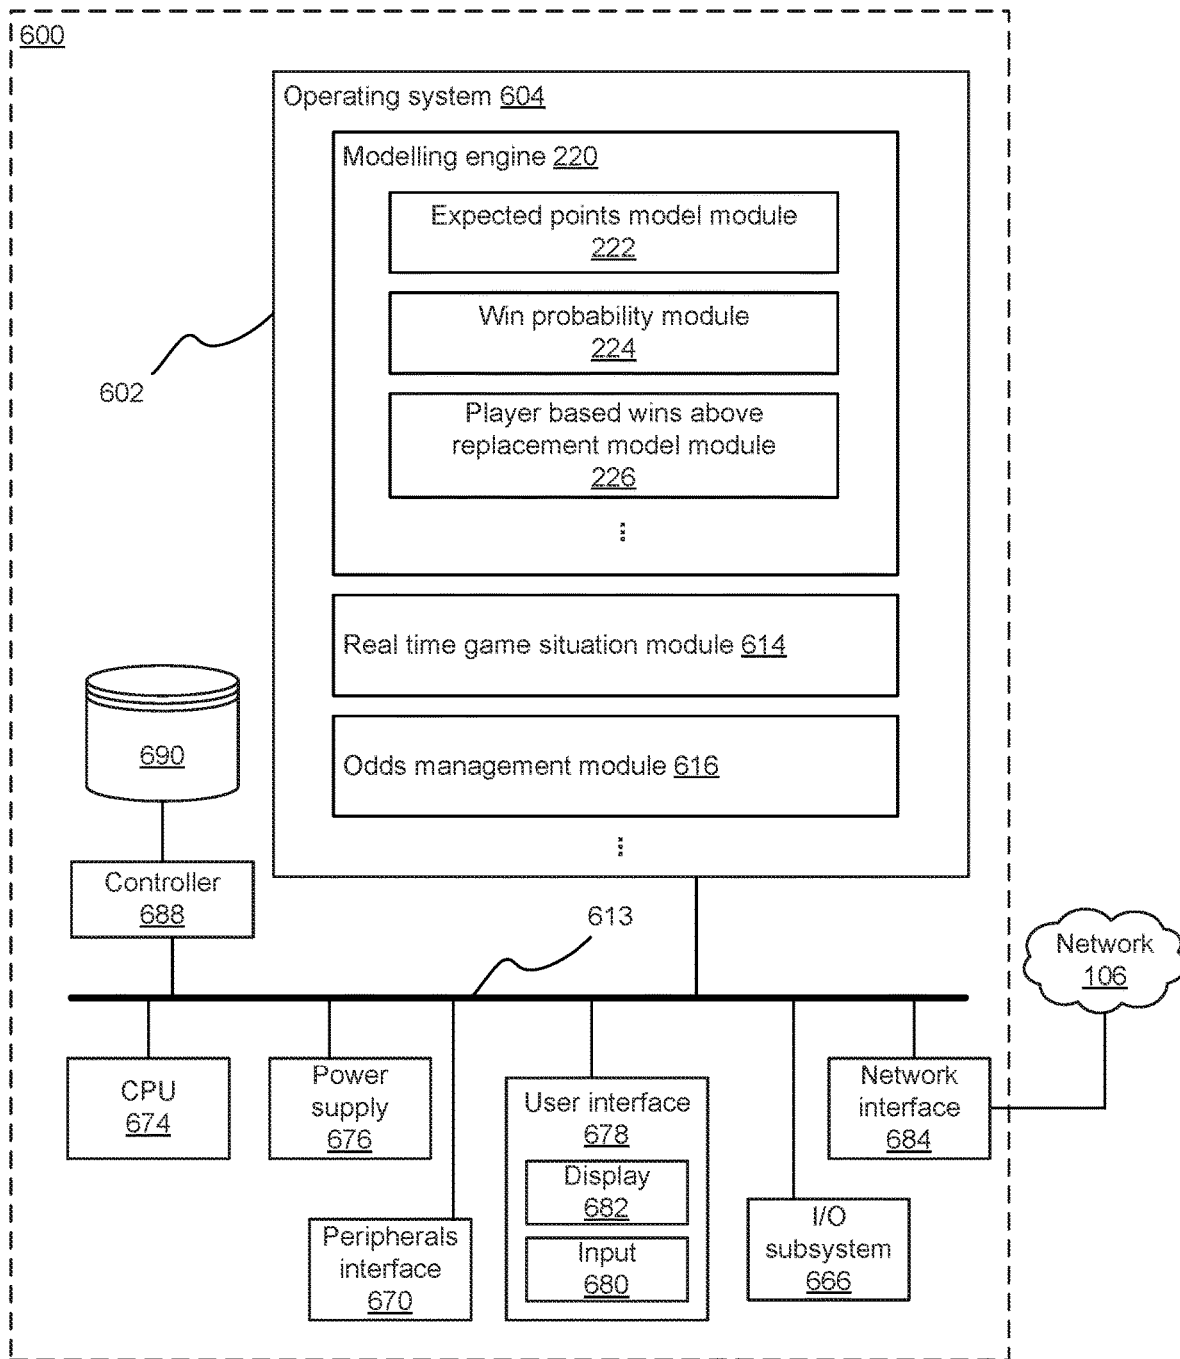 600
Operating system 604
Modelling engine 220
Expected points model module
222
Win probability module
224
602
Player based wins above
replacement model module
226
Real time game situation module 614
690
Odds management module 616
Controller
688
613
Network
106
CPU
674
Power
supply
676
User interface
678
Display
682
Input
680
Network
interface
684
Peripherals
interface
670
I/O
subsystem
666